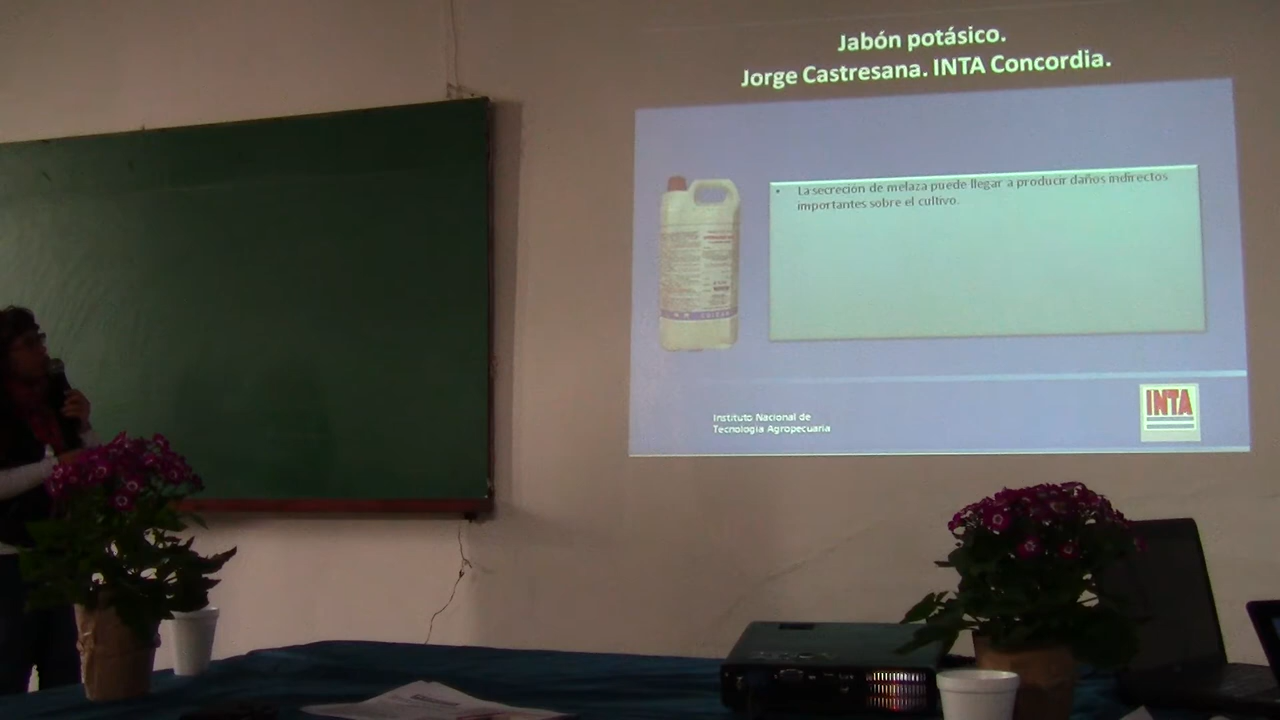 Jabón potásico.
Jorge Castresana. INTA Concordia.
• La secreción de melaza puede llegar a producir daños indirectos
importantes sobre el cultivo.
Instituto Nacional de
Tecnología Agropecuaria
INTA